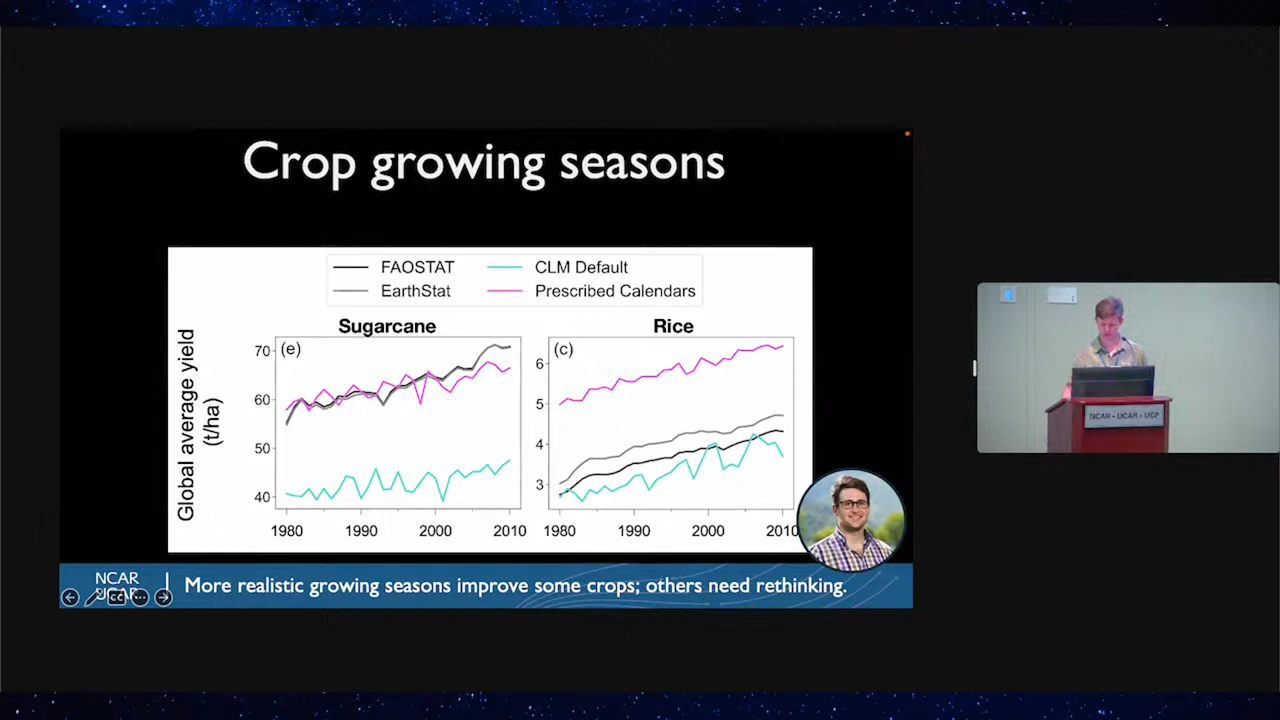 Crop growing seasons
FAOSTAT
CLM Default
EarthStat
Prescribed Calendars
Sugarcane
Rice
Global average yield
(t/ha)
(e)
70
60
50
40
1980
1990
2000
2010
(c)
6
5
4
3
1980
1990
2000
2010
NCAR
UCAR
More realistic growing seasons improve some crops; others need rethinking.
CC
NCAR • UCAR • UCP